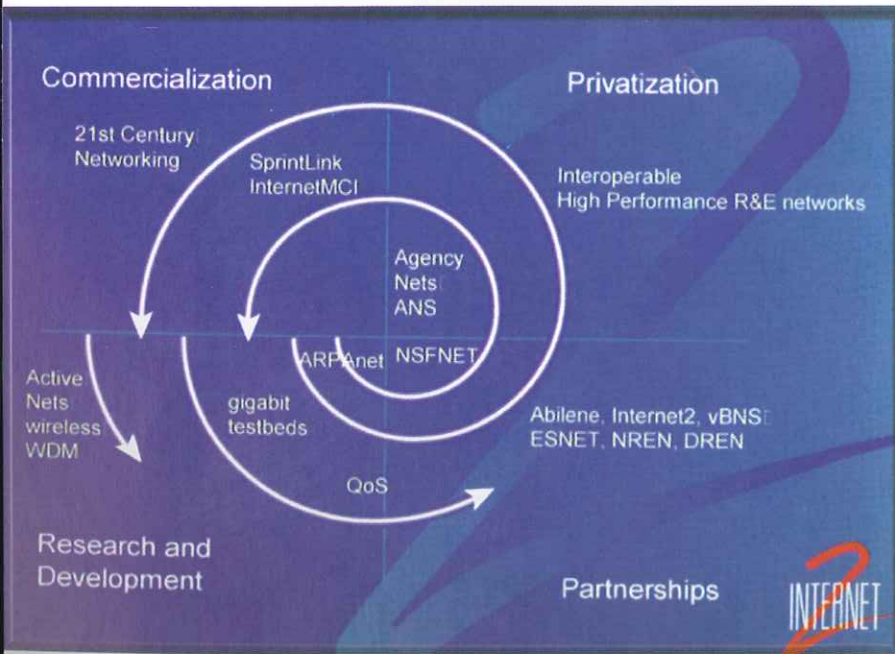 Commercialization
Privatization
21st Century
Networking
SprintLink
InternetMCI
Interoperable
High Performance R&E networks
Agency
Nets
ANS
ARPAnet
NSFNET
Active
Nets
wireless
WDM
gigabit
testbeds
Abilene, Internet2, vBNS
ESNET, NREN, DREN
QoS
Research and
Development
Partnerships
INTERNET
2